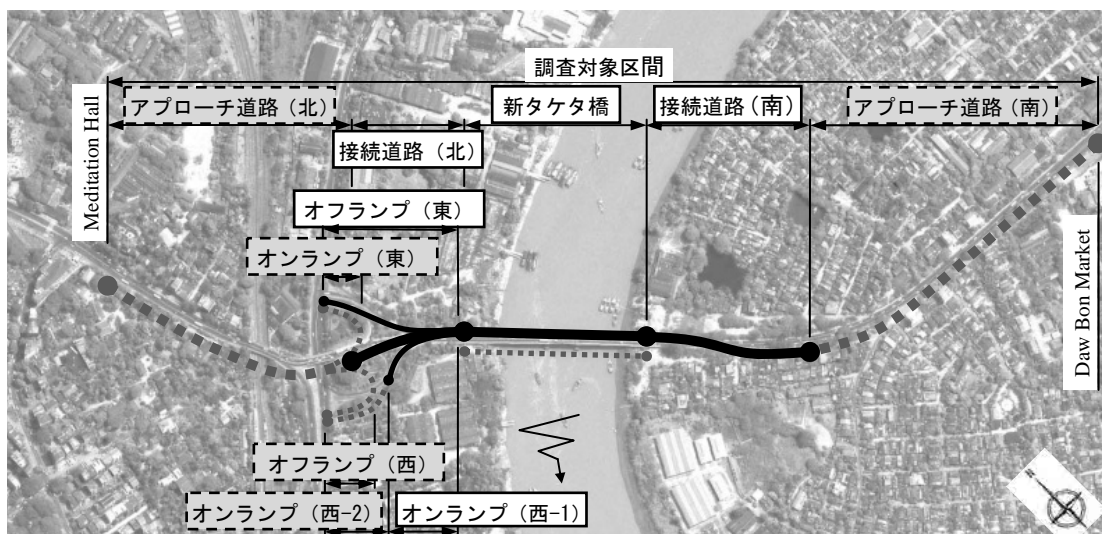 調査対象区間
アプローチ道路（北）
新タケタ橋
接続道路（南）
アプローチ道路（南）
接続道路（北）
オフランプ（東）
オンランプ（東）
Meditation Hall
Daw Bon Market
オフランプ（西）
オンランプ（西-2）
オンランプ（西-1）
N